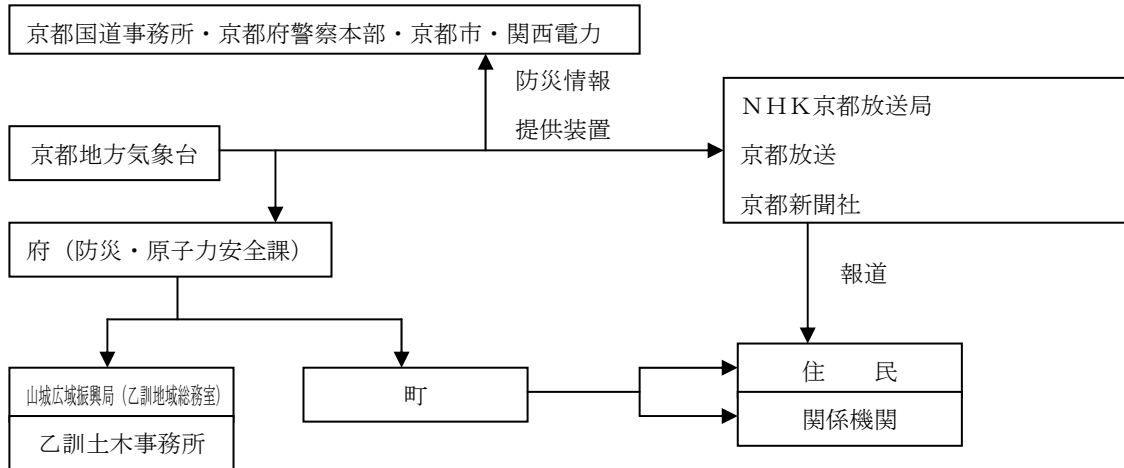 京都国道事務所・京都府警察本部・京都市・関西電力
防災情報
提供装置
NHK京都放送局
京都放送
京都新聞社
京都地方気象台
府（防災・原子力安全課）
報道
山城広域振興局（乙訓地域総務室）
乙訓土木事務所
町
住　　民
関係機関